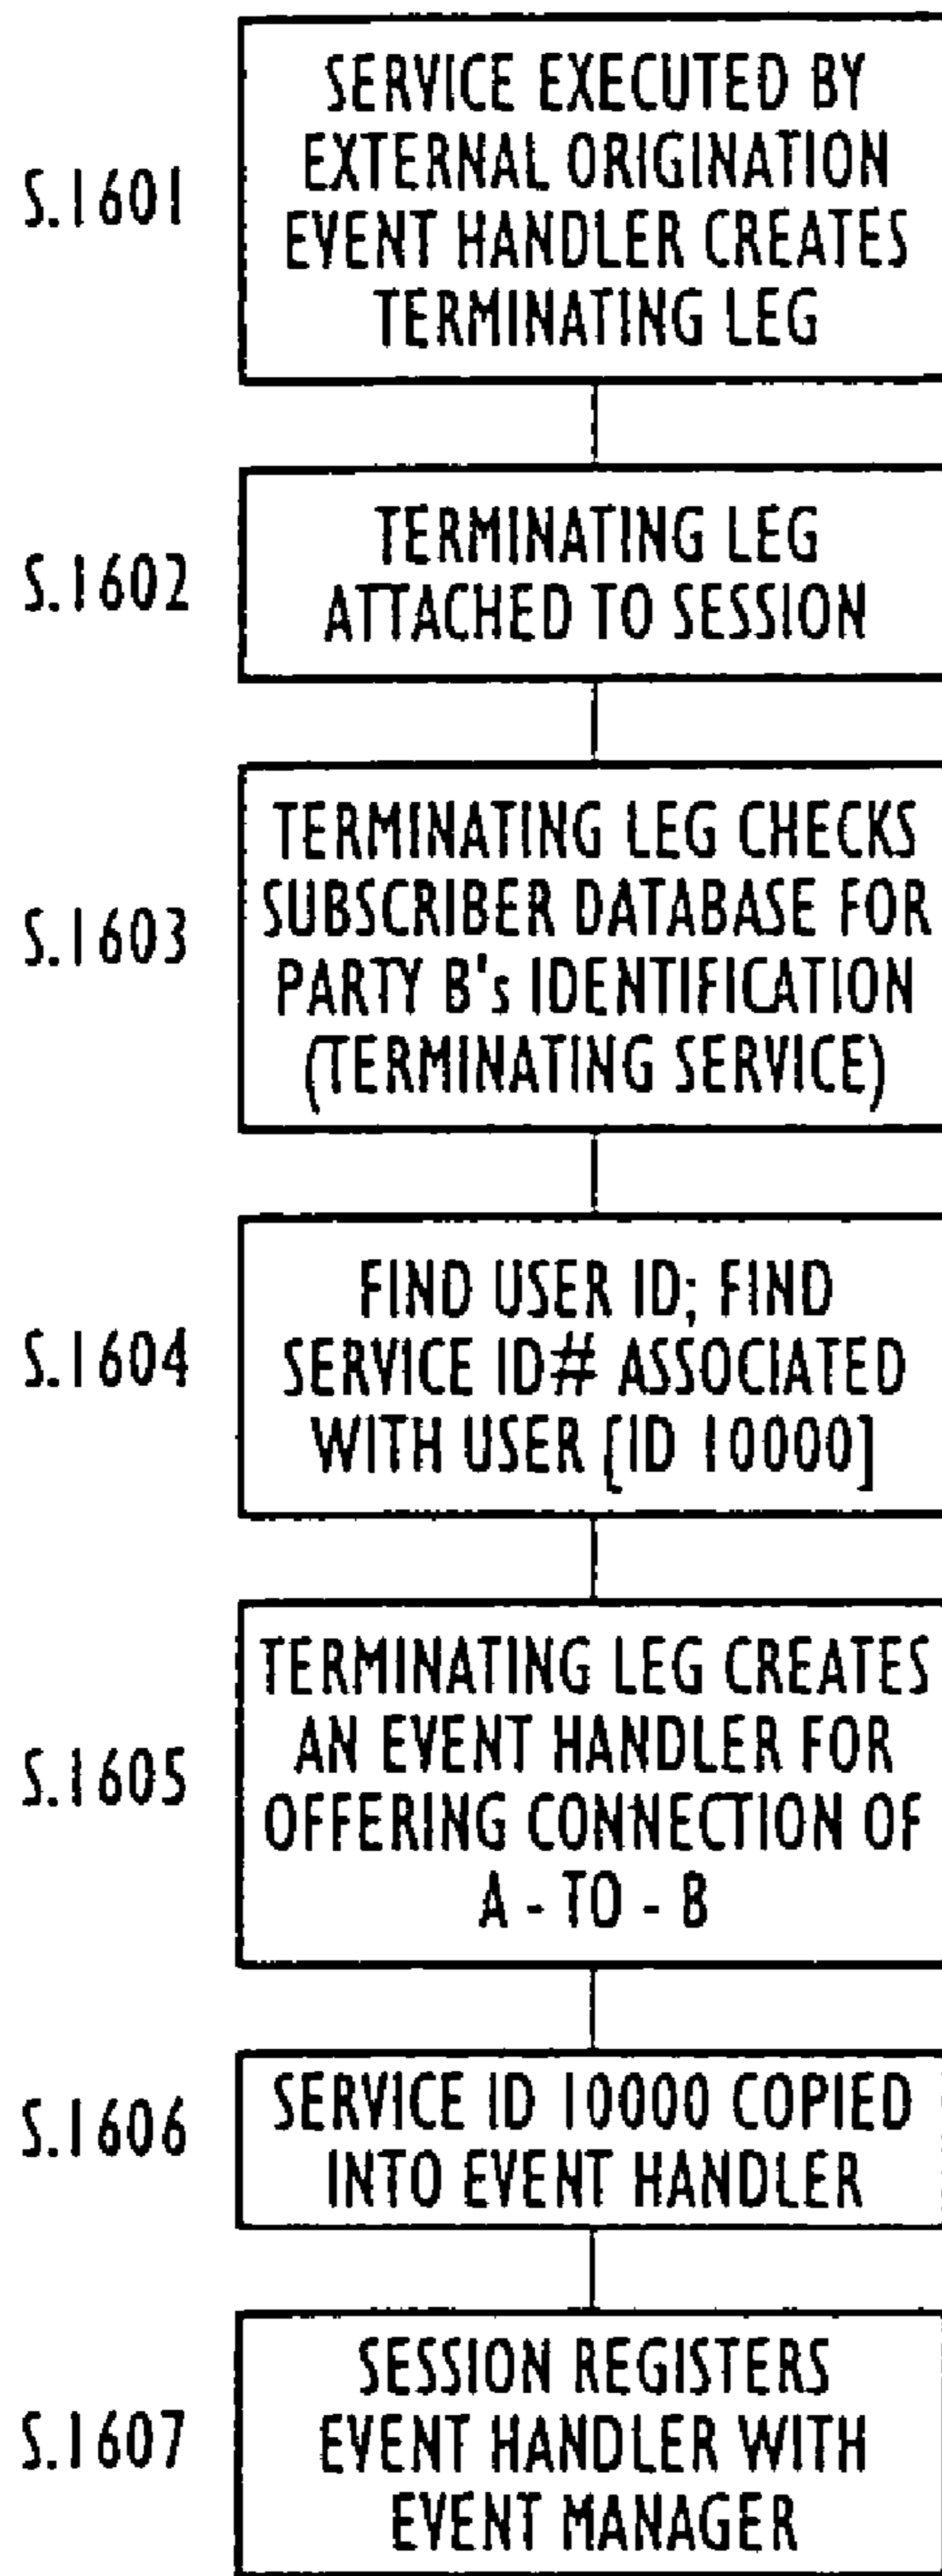 S.1601
SERVICE EXECUTED BY
EXTERNAL ORIGINATION
EVENT HANDLER CREATES
TERMINATING LEG
S.1602
TERMINATING LEG
ATTACHED TO SESSION
S.1603
TERMINATING LEG CHECKS
SUBSCRIBER DATABASE FOR
PARTY B's IDENTIFICATION
(TERMINATING SERVICE)
S.1604
FIND USER ID; FIND
SERVICE ID# ASSOCIATED
WITH USER [ID 10000]
S.1605
TERMINATING LEG CREATES
AN EVENT HANDLER FOR
OFFERING CONNECTION OF
A - TO - B
S.1606
SERVICE ID 10000 COPIED
INTO EVENT HANDLER
S.1607
SESSION REGISTERS
EVENT HANDLER WITH
EVENT MANAGER